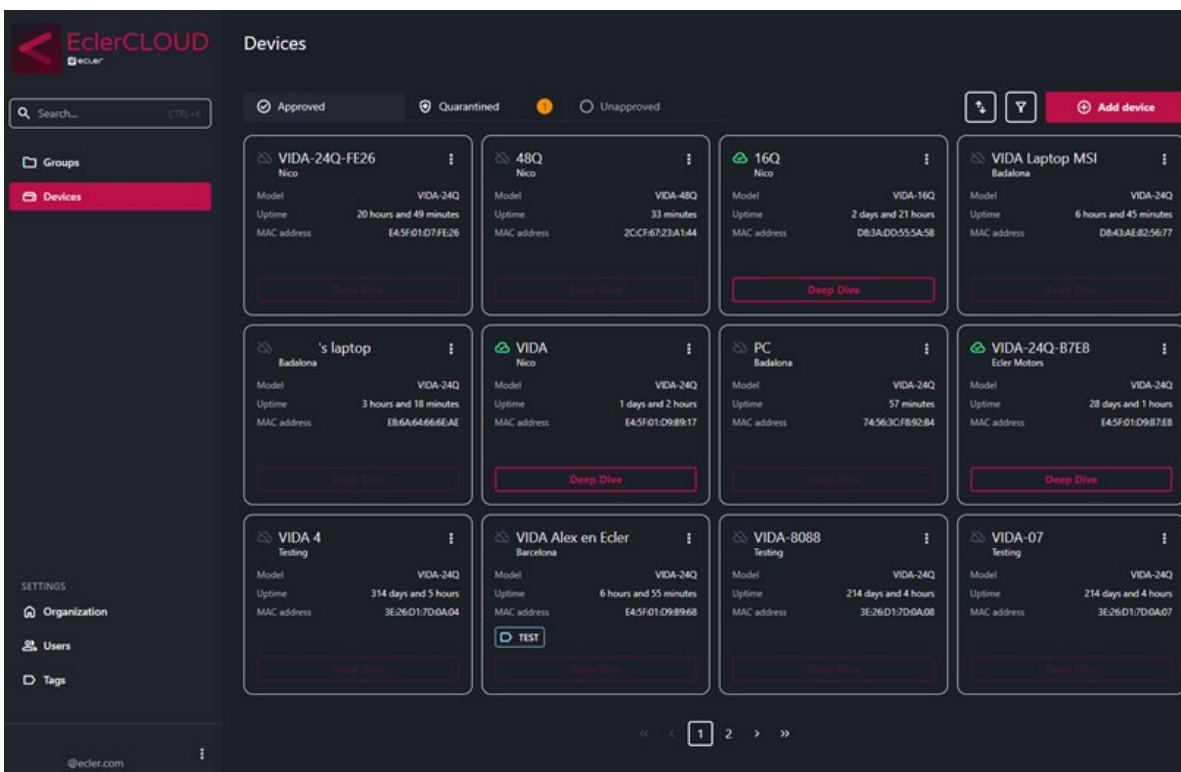 EclerCLOUD
ecler
Search...
CTRL+K
Groups
Devices
SETTINGS
Organization
Users
Tags
@ecler.com
Devices
Approved
Quarantined 1
Unapproved
Add device
VIDA-24Q-FE26
Nico
Model VIDA-24Q
Uptime 20 hours and 49 minutes
MAC address E4:5F:01:D7:FE:26
Deep Dive
48Q
Nico
Model VIDA-48Q
Uptime 33 minutes
MAC address 2C:CF:67:23:A1:44
Deep Dive
16Q
Nico
Model VIDA-16Q
Uptime 2 days and 21 hours
MAC address D8:3A:DD:55:5A:58
Deep Dive
VIDA Laptop MSI
Badalona
Model VIDA-24Q
Uptime 6 hours and 45 minutes
MAC address D8:43:AE:82:56:77
Deep Dive
's laptop
Badalona
Model VIDA-24Q
Uptime 3 hours and 18 minutes
MAC address E8:6A:64:66:6E:AE
Deep Dive
VIDA
Nico
Model VIDA-24Q
Uptime 1 days and 2 hours
MAC address E4:5F:01:D9:89:17
Deep Dive
PC
Badalona
Model VIDA-24Q
Uptime 57 minutes
MAC address 74:56:3C:FB:92:B4
Deep Dive
VIDA-24Q-B7E8
Ecler Motors
Model VIDA-24Q
Uptime 28 days and 1 hours
MAC address E4:5F:01:D9:B7:E8
Deep Dive
VIDA 4
Testing
Model VIDA-24Q
Uptime 314 days and 5 hours
MAC address 3E:26:D1:7D:0A:04
Deep Dive
VIDA Alex en Ecler
Barcelona
Model VIDA-24Q
Uptime 6 hours and 55 minutes
MAC address E4:5F:01:D9:89:68
TEST
Deep Dive
VIDA-8088
Testing
Model VIDA-24Q
Uptime 214 days and 4 hours
MAC address 3E:26:D1:7D:0A:08
Deep Dive
VIDA-07
Testing
Model VIDA-24Q
Uptime 214 days and 4 hours
MAC address 3E:26:D1:7D:0A:07
Deep Dive
« ‹ 1 2 › »